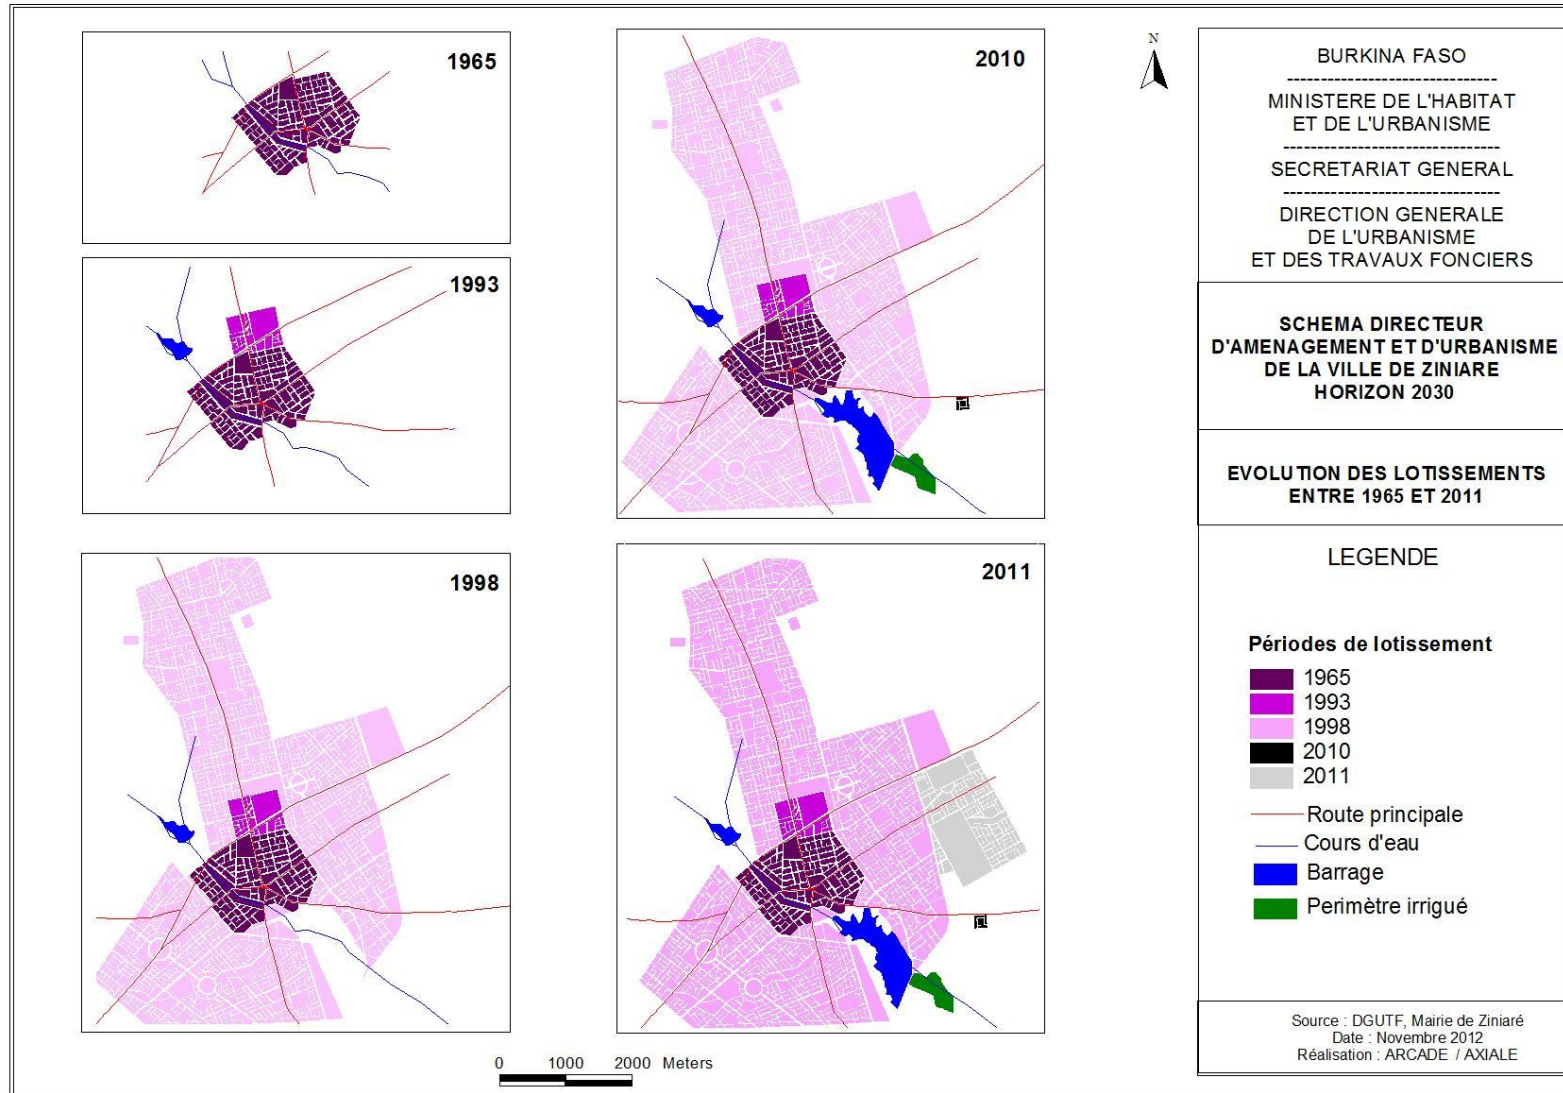 1965
1993
1998
2010
2011
0 1000 2000 Meters
N
BURKINA FASO
-------------------------------
MINISTERE DE L'HABITAT
ET DE L'URBANISME
--------------------------------
SECRETARIAT GENERAL
--------------------------------
DIRECTION GENERALE
DE L'URBANISME
ET DES TRAVAUX FONCIERS
SCHEMA DIRECTEUR
D'AMENAGEMENT ET D'URBANISME
DE LA VILLE DE ZINIARE
HORIZON 2030
EVOLUTION DES LOTISSEMENTS
ENTRE 1965 ET 2011
LEGENDE
Périodes de lotissement
1965
1993
1998
2010
2011
Route principale
Cours d'eau
Barrage
Perimètre irrigué
Source : DGUTF, Mairie de Ziniaré
Date : Novembre 2012
Réalisation : ARCADE / AXIALE